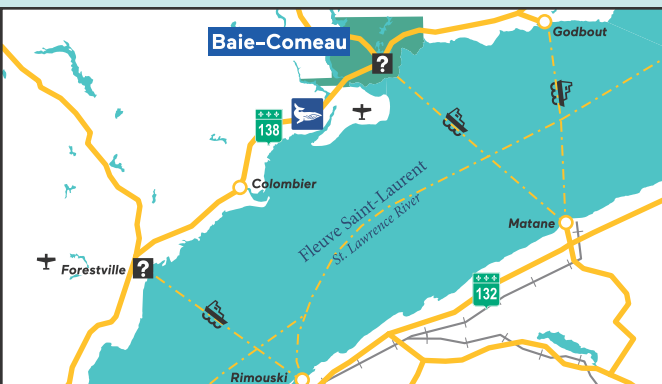 Baie-Comeau
Godbout
?
138
Colombier
Fleuve Saint-Laurent
St. Lawrence River
Matane
Forestville
?
132
Rimouski